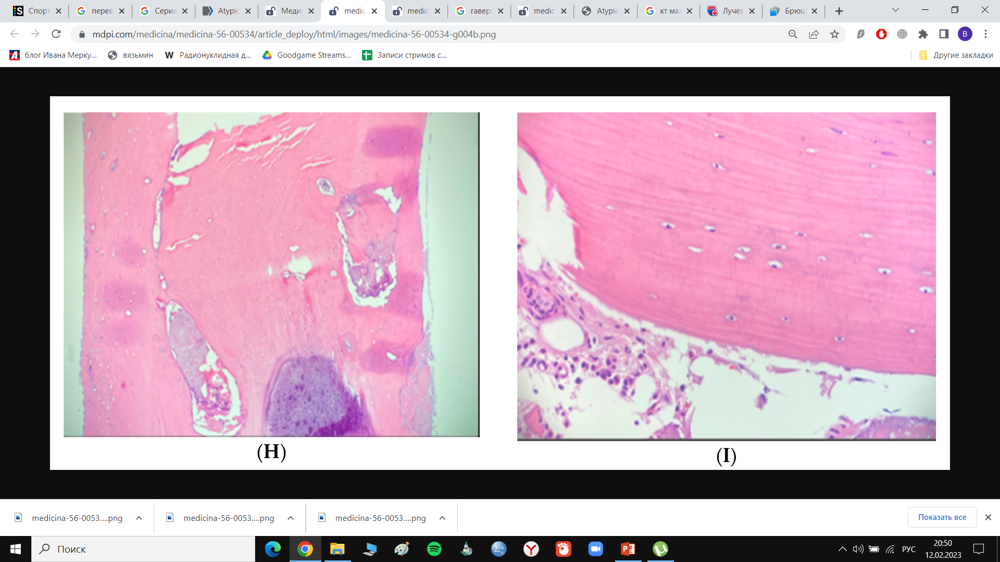 Спорт
перев
Серия
Atypic
Меди
medic
medic
гавер
medic
Atypic
кт ма
Лучев
Брюш
mdpi.com/medicina/medicina-56-00534/article_deploy/html/images/medicina-56-00534-g004b.png
B
блог Ивана Мерку...
вязьмин
W Радионуклидная д...
Goodgame Streams...
Записи стримов с...
Другие закладки
(H)
(I)
medicina-56-0053....png
medicina-56-0053....png
medicina-56-0053....png
Показать все
Поиск
РУС
20:50
12.02.2023